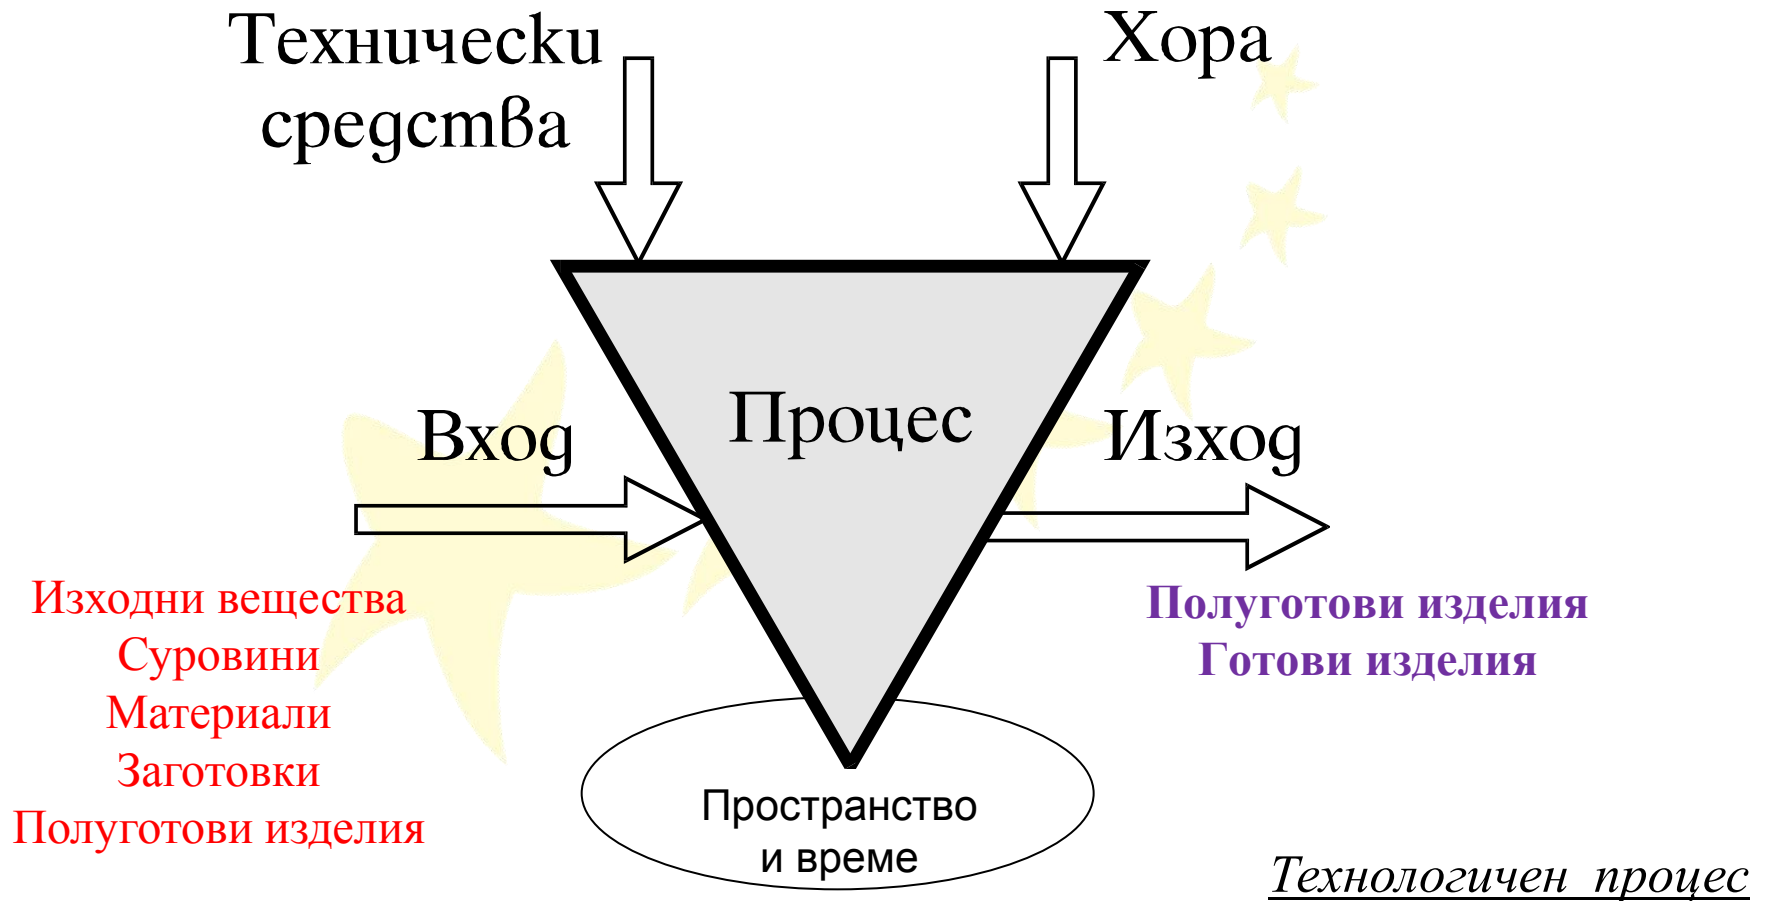 Технически
средства
Хора
Процес
Вход
Изход
Изходни вещества
Суровини
Материали
Заготовки
Полуготови изделия
Полуготови изделия
Готови изделия
Пространство
и време
Технологичен процес